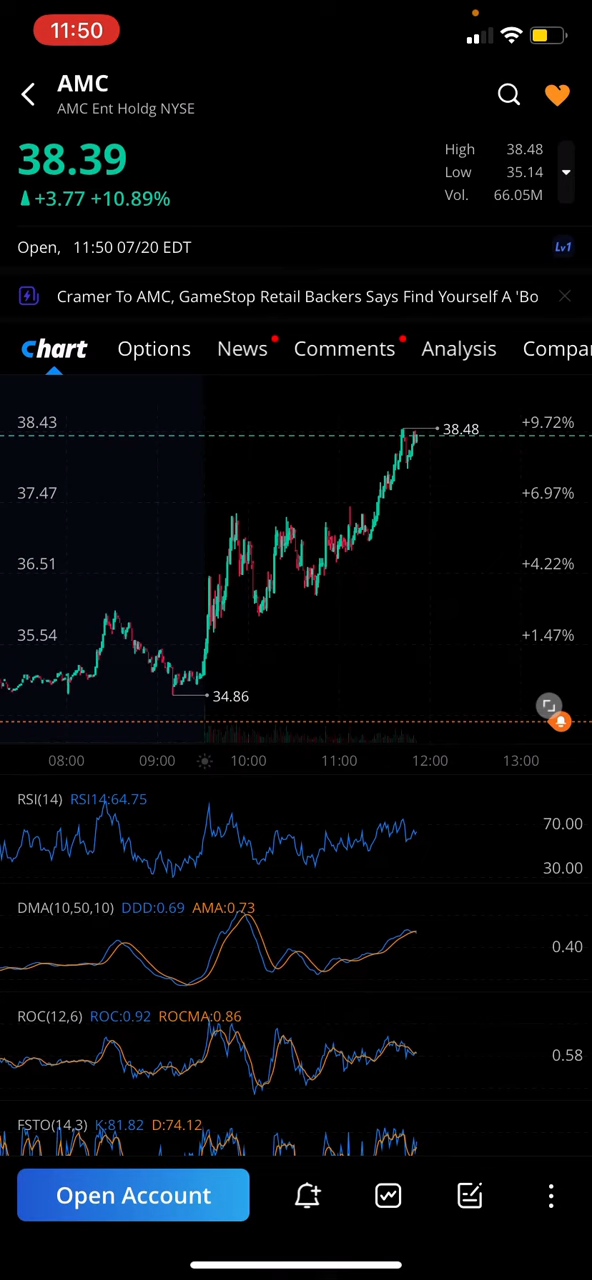 11:50
AMC
AMC Ent Holdg NYSE
38.39
+3.77 +10.89%
High 38.48
Low 35.14
Vol. 66.05M
Open, 11:50 07/20 EDT
Lv1
Cramer To AMC, GameStop Retail Backers Says Find Yourself A 'Bo
Chart Options News Comments Analysis Compar
38.43 +9.72%
38.48
37.47 +6.97%
36.51 +4.22%
35.54 +1.47%
34.86
08:00 09:00 10:00 11:00 12:00 13:00
RSI(14) RSI14:64.75
70.00
30.00
DMA(10,50,10) DDD:0.69 AMA:0.73
0.40
ROC(12,6) ROC:0.92 ROCMA:0.86
0.58
FSTO(14,3) K:81.82 D:74.12
Open Account